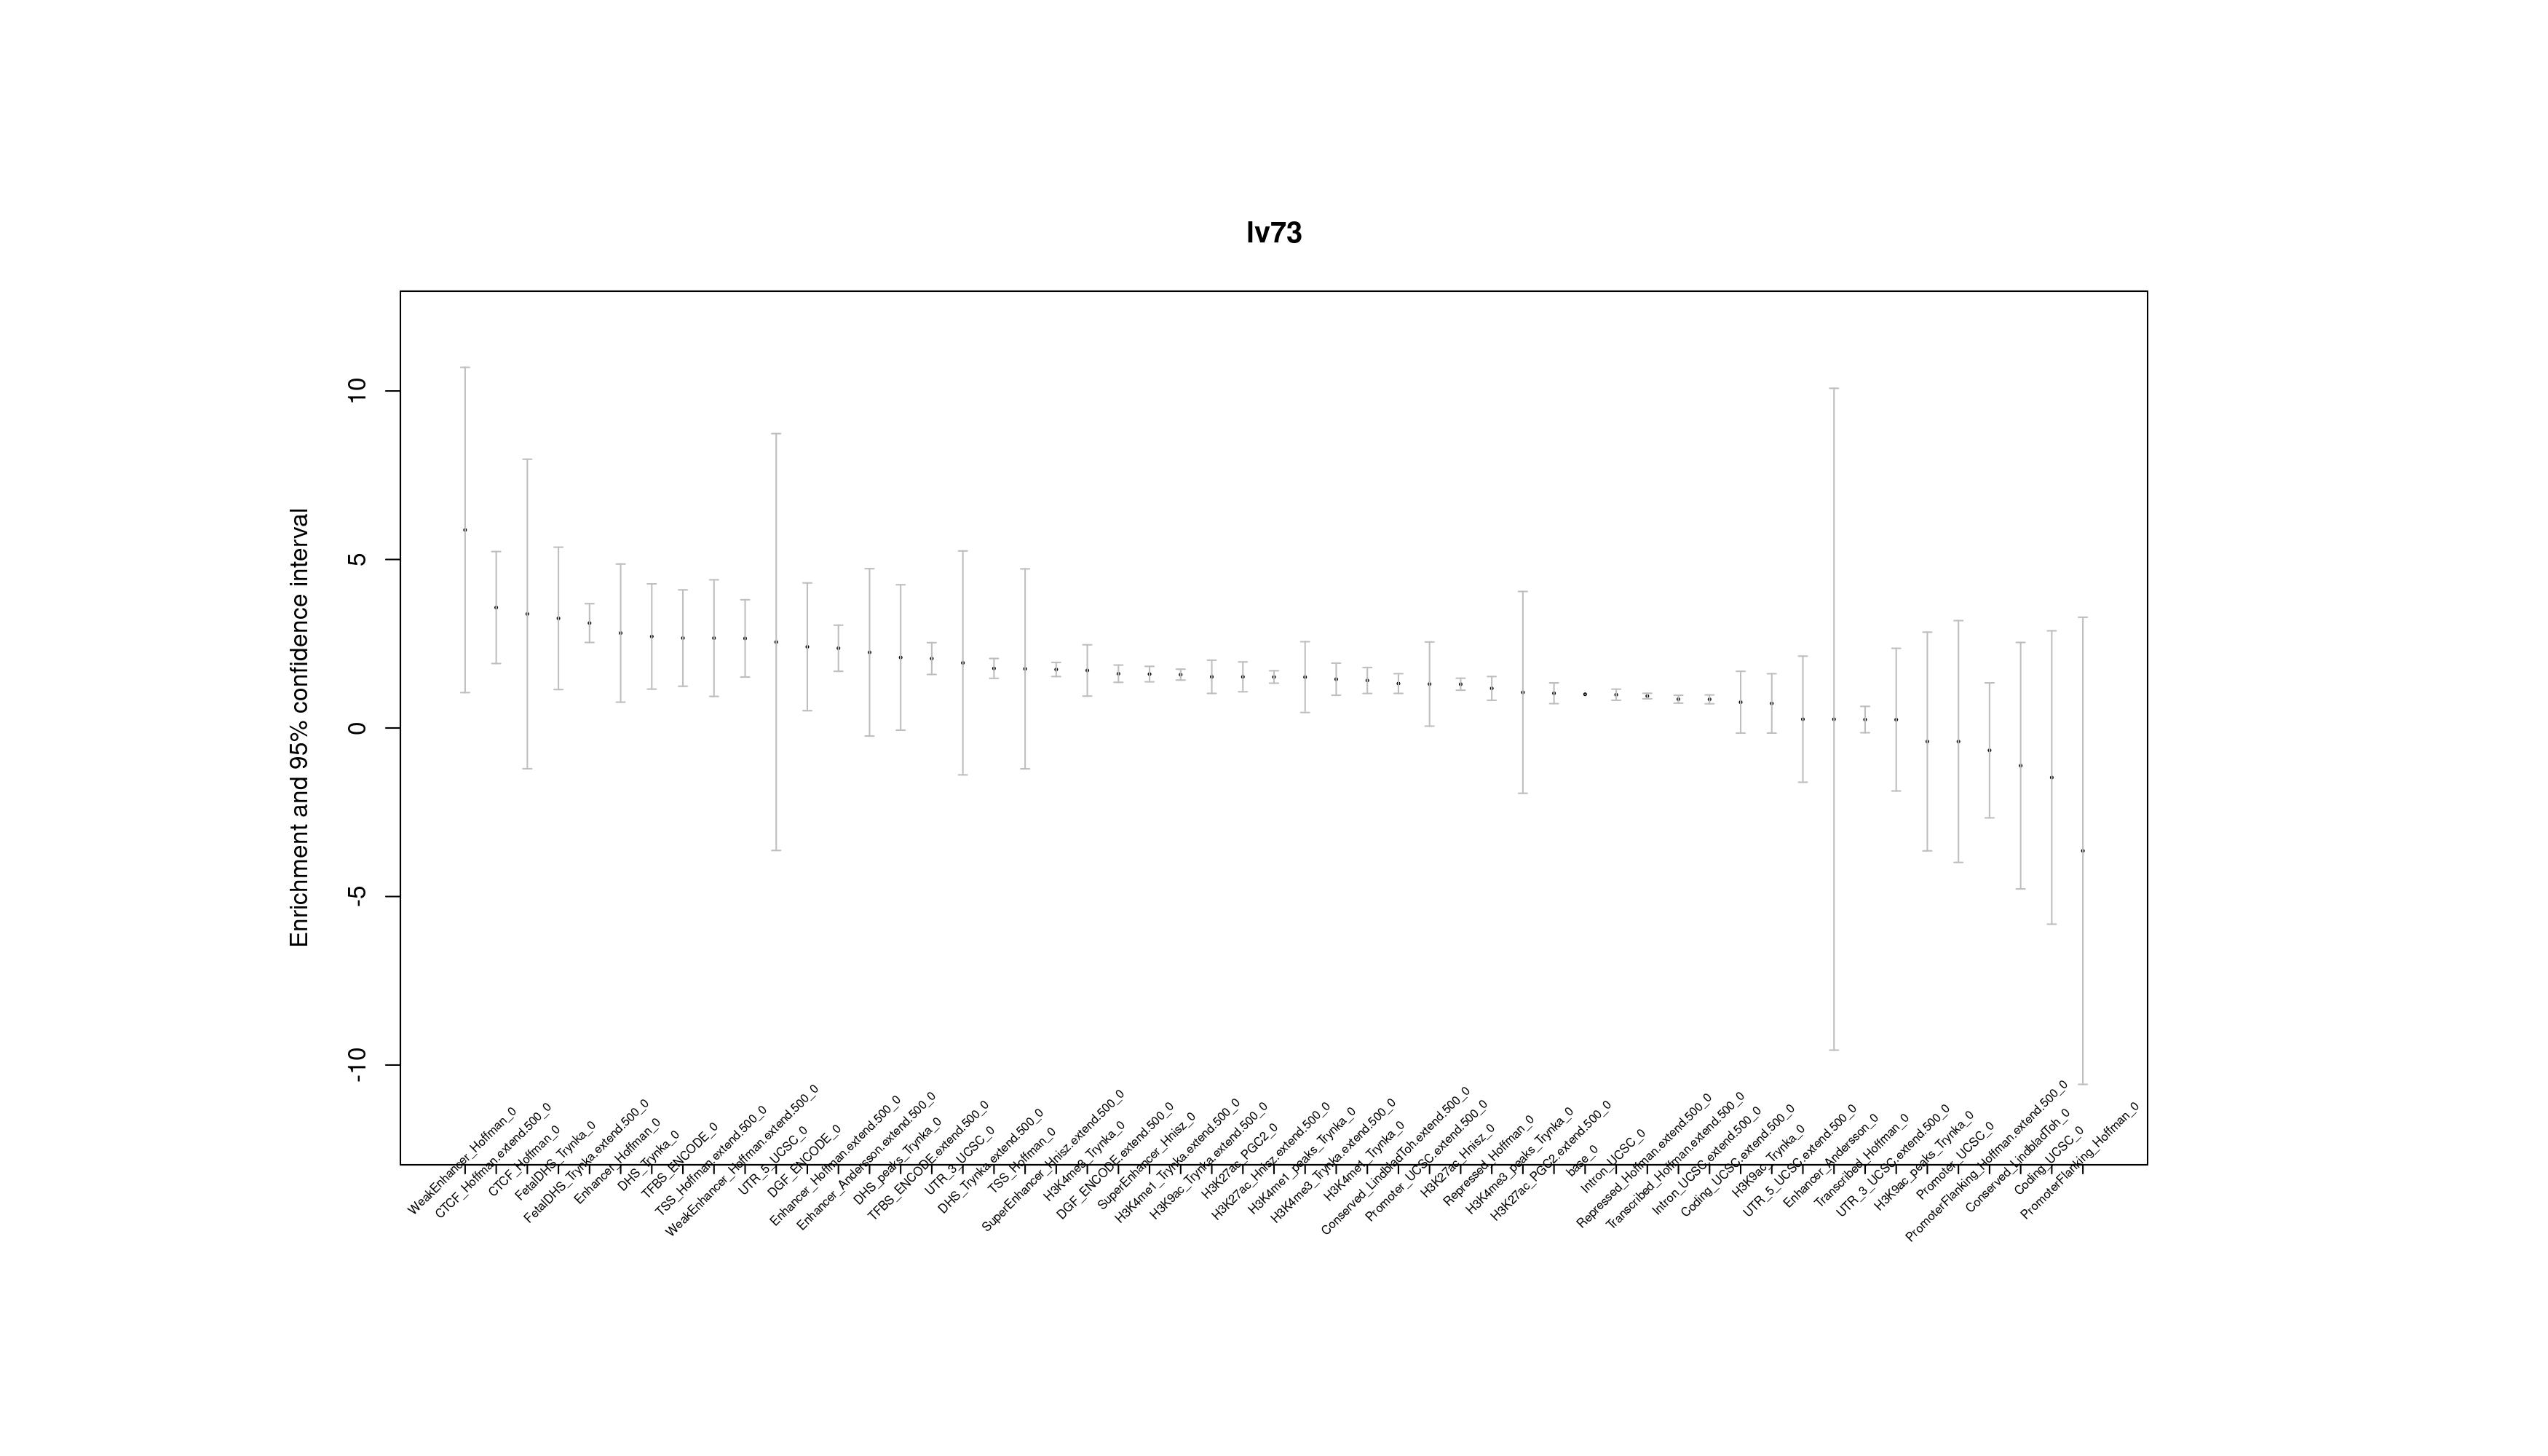 lv73
Enrichment and 95% confidence interval
10
5
0
-5
-10
WeakEnhancer_Hoffman_0
CTCF_Hoffman.extend.500_0
CTCF_Hoffman_0
FetalDHS_Trynka_0
FetalDHS_Trynka.extend.500_0
Enhancer_Hoffman_0
DHS_Trynka_0
TFBS_ENCODE_0
TSS_Hoffman.extend.500_0
WeakEnhancer_Hoffman.extend.500_0
UTR_5_UCSC_0
DGF_ENCODE_0
Enhancer_Hoffman.extend.500_0
Enhancer_Andersson.extend.500_0
DHS_peaks_Trynka_0
TFBS_ENCODE.extend.500_0
UTR_3_UCSC_0
DHS_Trynka.extend.500_0
TSS_Hoffman_0
SuperEnhancer_Hnisz.extend.500_0
H3K4me3_Trynka_0
DGF_ENCODE.extend.500_0
SuperEnhancer_Hnisz_0
H3K4me1_Trynka.extend.500_0
H3K9ac_Trynka.extend.500_0
H3K27ac_PGC2_0
H3K27ac_Hnisz.extend.500_0
H3K4me1_peaks_Trynka_0
H3K4me3_Trynka.extend.500_0
H3K4me1_Trynka_0
Conserved_LindbladToh.extend.500_0
Promoter_UCSC.extend.500_0
H3K27ac_Hnisz_0
Repressed_Hoffman_0
H3K4me3_peaks_Trynka_0
H3K27ac_PGC2.extend.500_0
base_0
Intron_UCSC_0
Repressed_Hoffman.extend.500_0
Transcribed_Hoffman.extend.500_0
Intron_UCSC.extend.500_0
Coding_UCSC.extend.500_0
H3K9ac_Trynka_0
UTR_5_UCSC.extend.500_0
Enhancer_Andersson_0
Transcribed_Hoffman_0
UTR_3_UCSC.extend.500_0
H3K9ac_peaks_Trynka_0
Promoter_UCSC_0
PromoterFlanking_Hoffman.extend.500_0
Conserved_LindbladToh_0
Coding_UCSC_0
PromoterFlanking_Hoffman_0